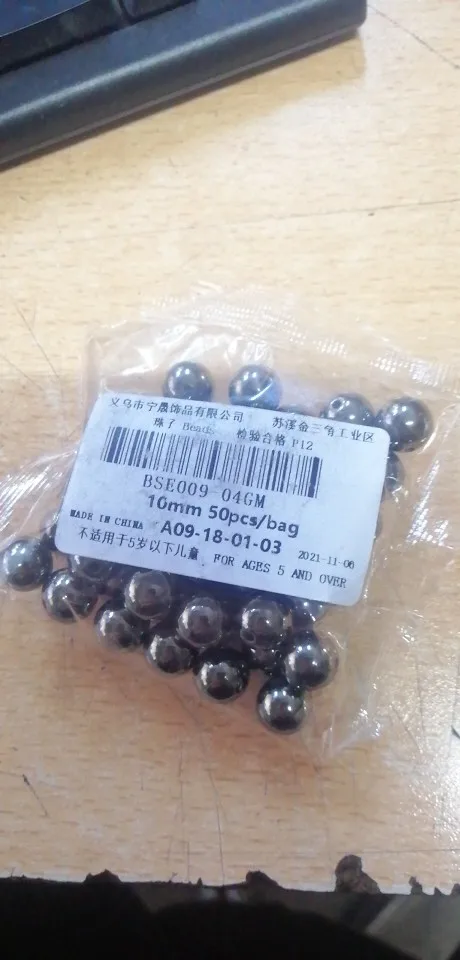 义乌市宁晟饰品有限公司 苏溪金三角工业区
珠子 Beads 检验合格 P12
BSE009-04GM
10mm 50pcs/bag
MADE IN CHINA A09-18-01-03 2021-11-06
不适用于5岁以下儿童 FOR AGES 5 AND OVER